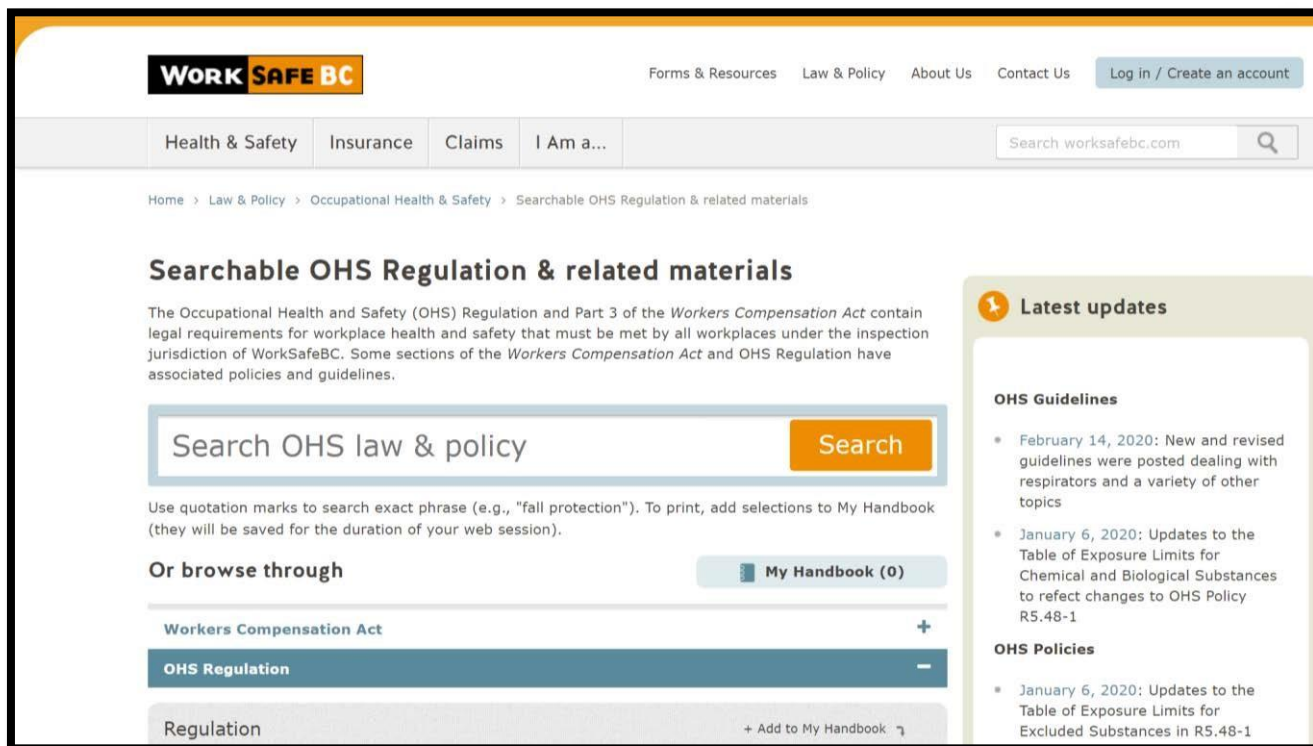 WORK SAFE BC
Forms & Resources Law & Policy About Us Contact Us Log in / Create an account
Health & Safety Insurance Claims I Am a... Search worksafebc.com
Home > Law & Policy > Occupational Health & Safety > Searchable OHS Regulation & related materials
Searchable OHS Regulation & related materials
The Occupational Health and Safety (OHS) Regulation and Part 3 of the Workers Compensation Act contain
legal requirements for workplace health and safety that must be met by all workplaces under the inspection
jurisdiction of WorkSafeBC. Some sections of the Workers Compensation Act and OHS Regulation have
associated policies and guidelines.
Search OHS law & policy Search
Use quotation marks to search exact phrase (e.g., "fall protection"). To print, add selections to My Handbook
(they will be saved for the duration of your web session).
Or browse through My Handbook (0)
Workers Compensation Act +
OHS Regulation −
Regulation + Add to My Handbook
Latest updates
OHS Guidelines
• February 14, 2020: New and revised
guidelines were posted dealing with
respirators and a variety of other
topics
• January 6, 2020: Updates to the
Table of Exposure Limits for
Chemical and Biological Substances
to refect changes to OHS Policy
R5.48-1
OHS Policies
• January 6, 2020: Updates to the
Table of Exposure Limits for
Excluded Substances in R5.48-1